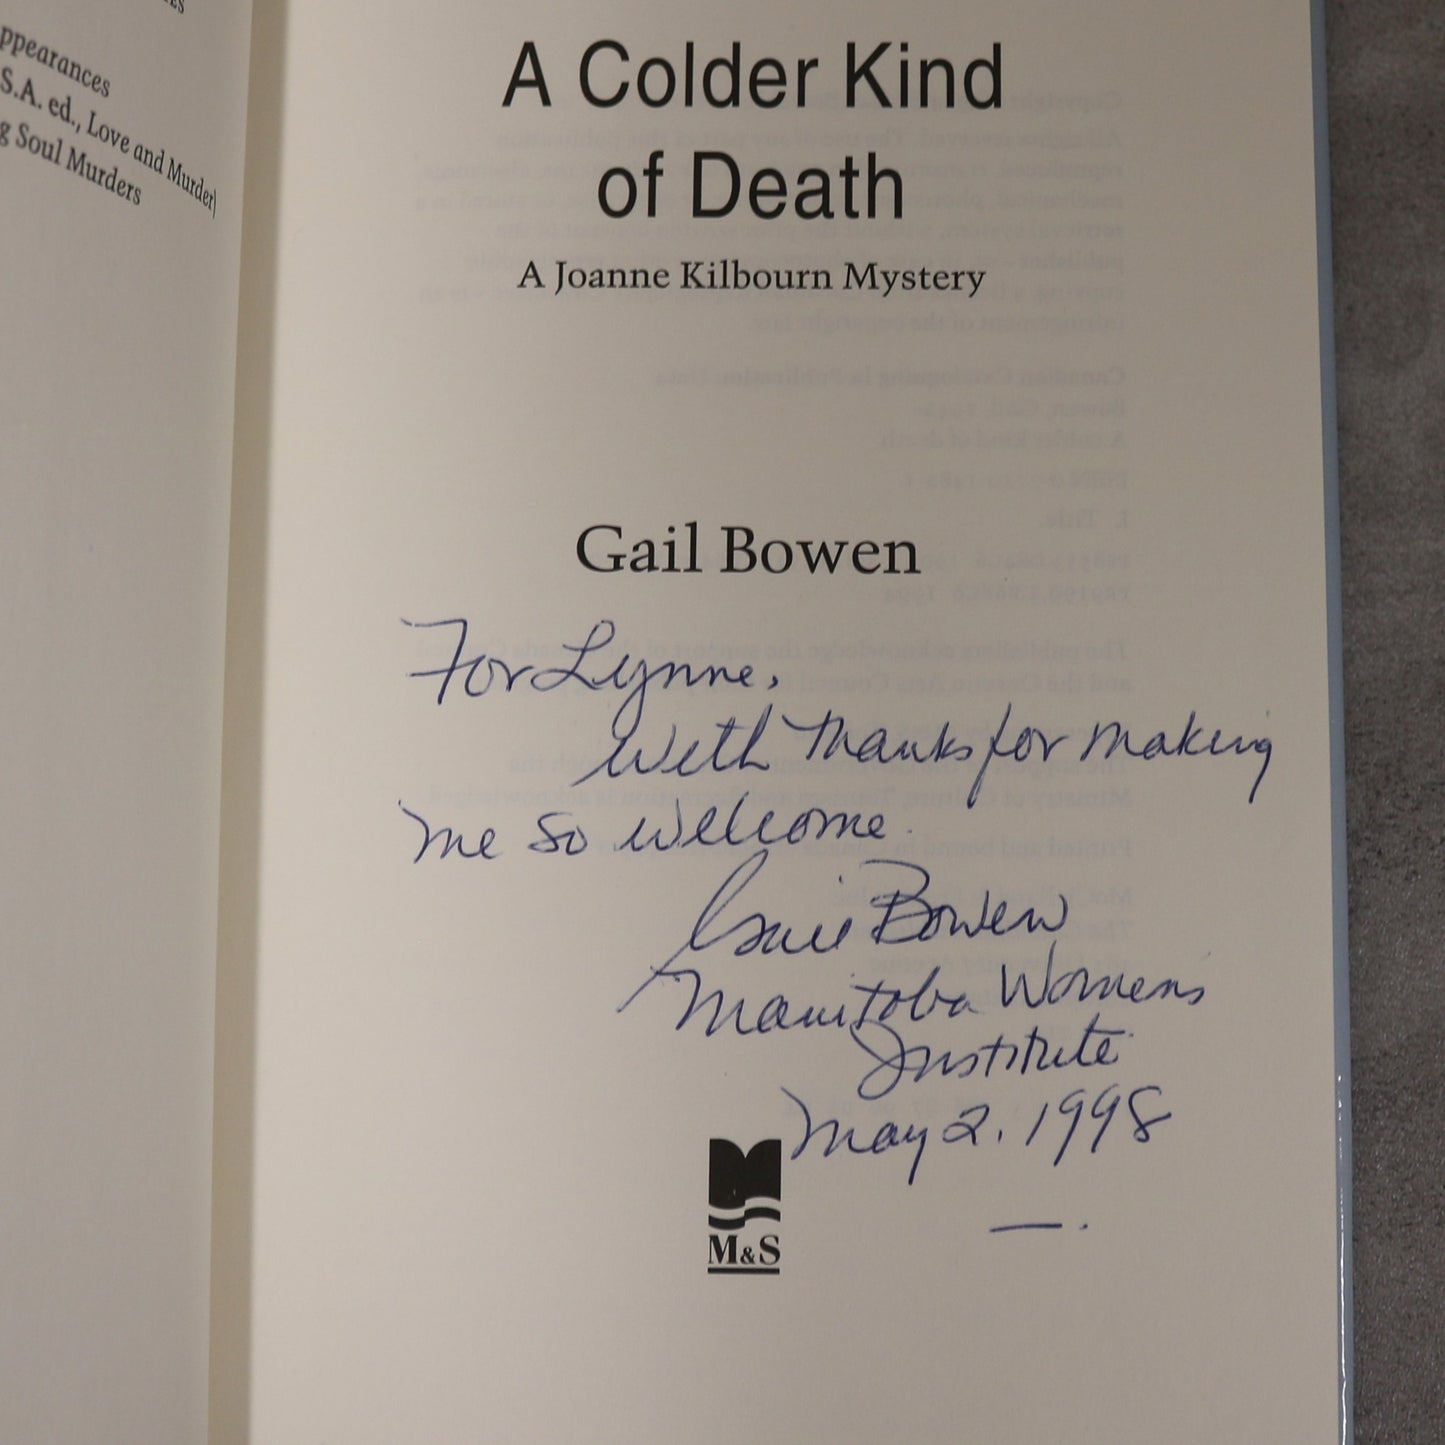 ppearances
S.A. ed., Love and Murder)
g Soul Murders
A Colder Kind
of Death
A Joanne Kilbourn Mystery
Gail Bowen
For Lynne,
With thanks for making
me so welcome.
Gail Bowen
Manitoba Womens
Institute
May 2. 1998
M&S